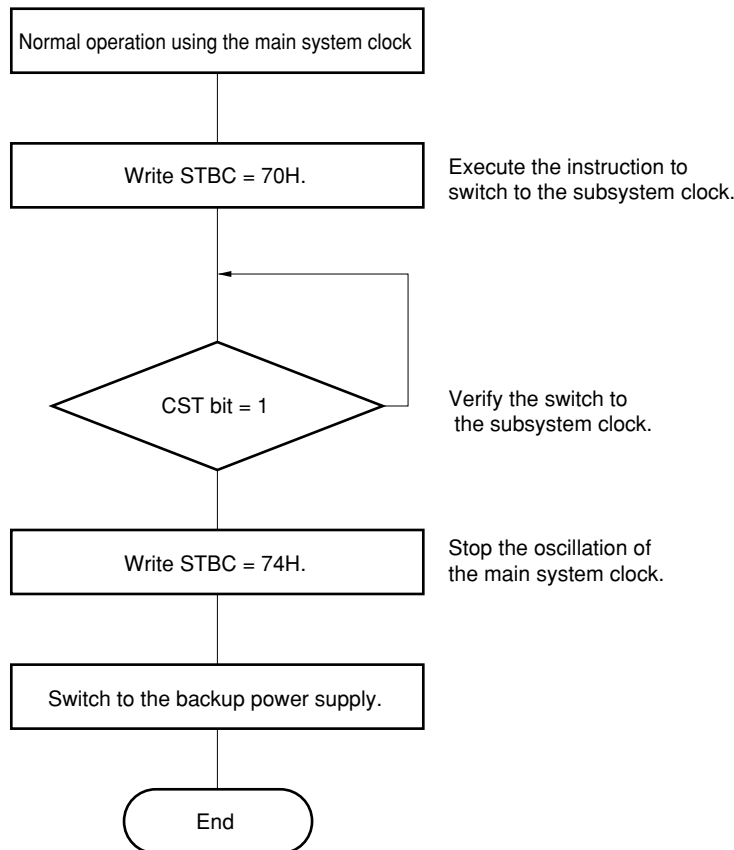 Normal operation using the main system clock
Write STBC = 70H.
Execute the instruction to
switch to the subsystem clock.
CST bit = 1
Verify the switch to
the subsystem clock.
Write STBC = 74H.
Stop the oscillation of
the main system clock.
Switch to the backup power supply.
End